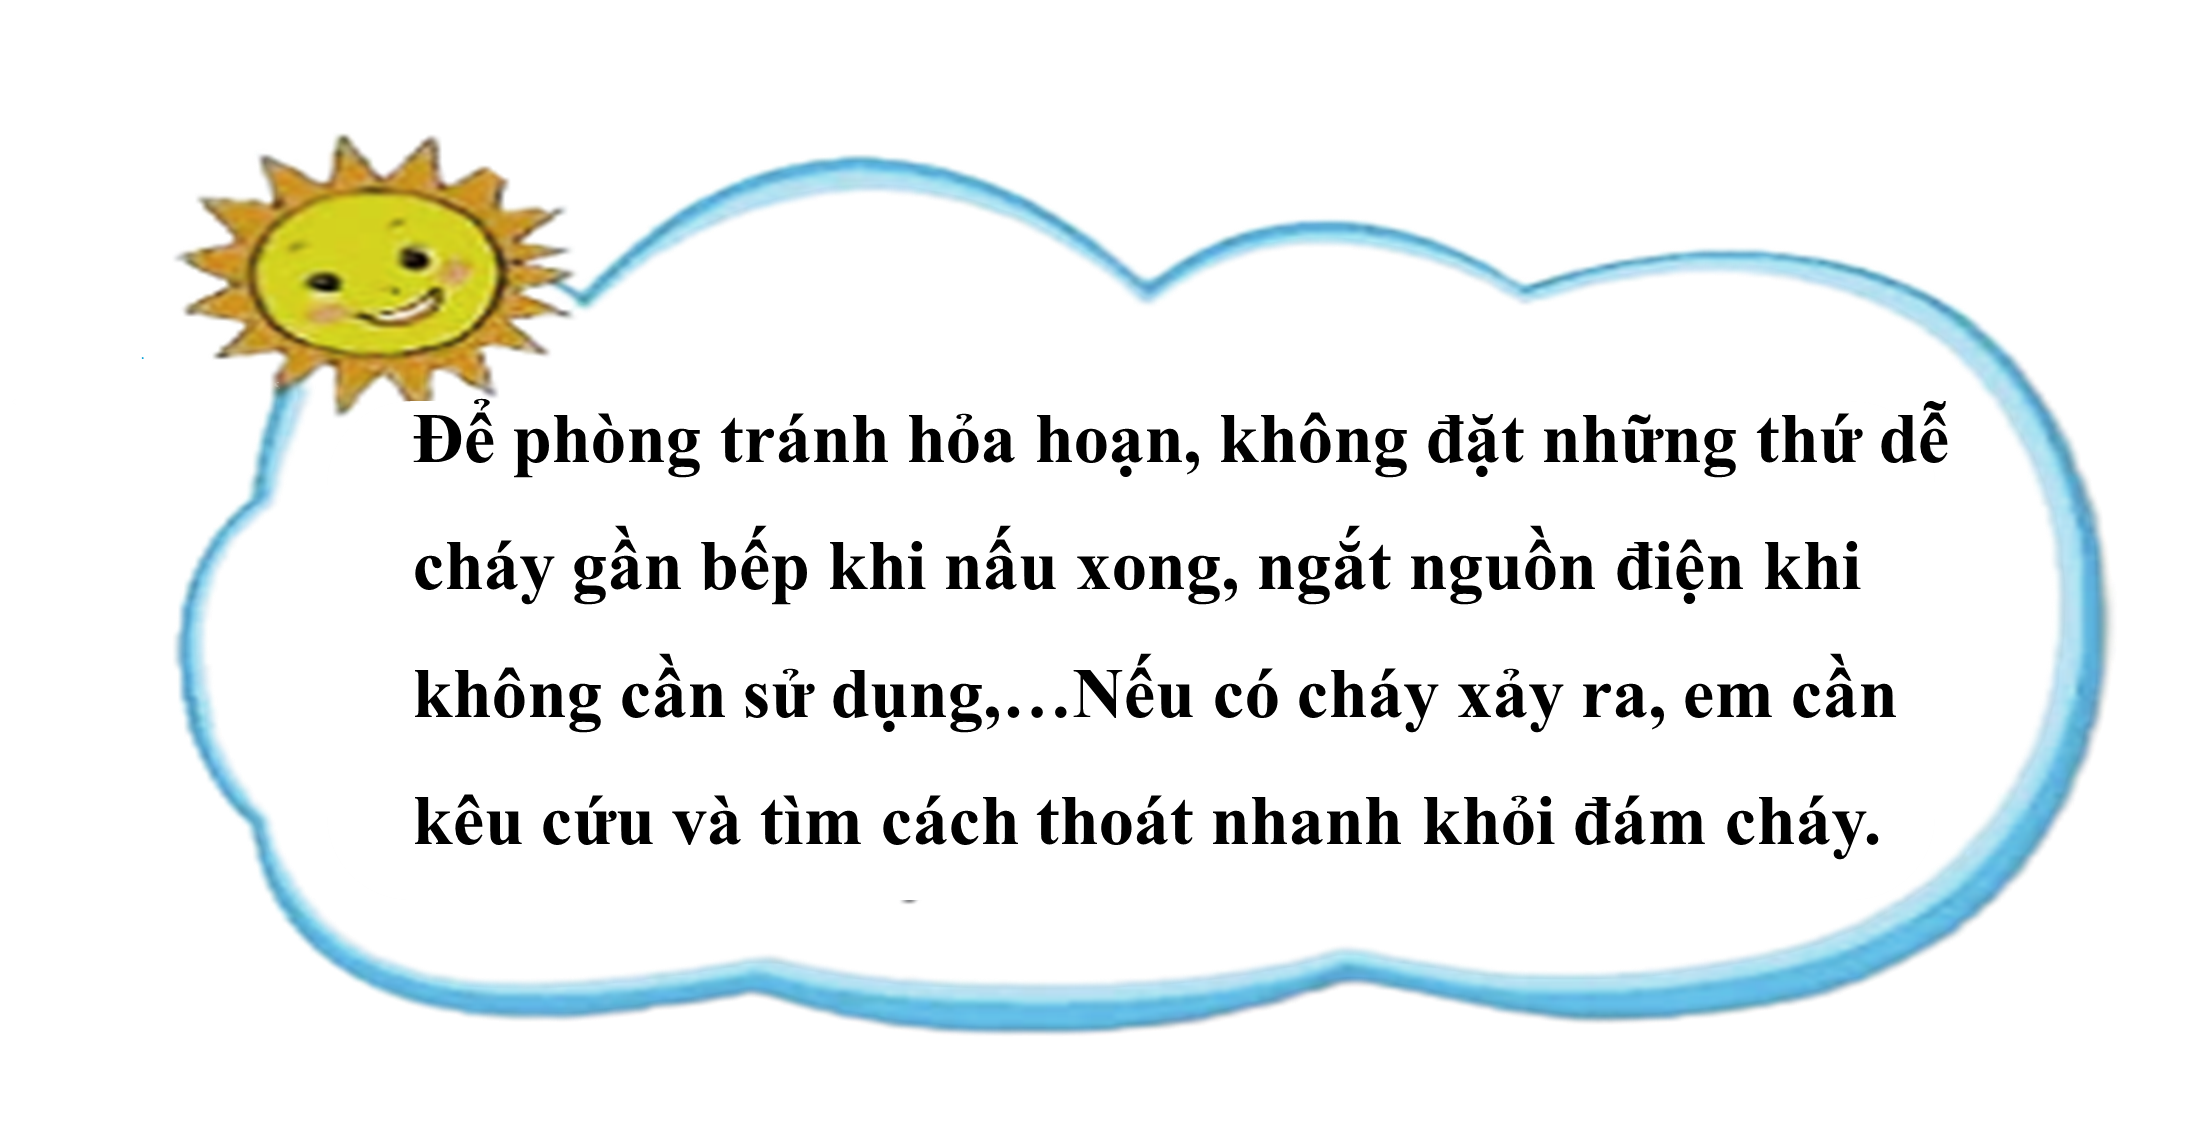 Để phòng tránh hỏa hoạn, không đặt những thứ dễ
cháy gần bếp khi nấu xong, ngắt nguồn điện khi
không cần sử dụng,…Nếu có cháy xảy ra, em cần
kêu cứu và tìm cách thoát nhanh khỏi đám cháy.